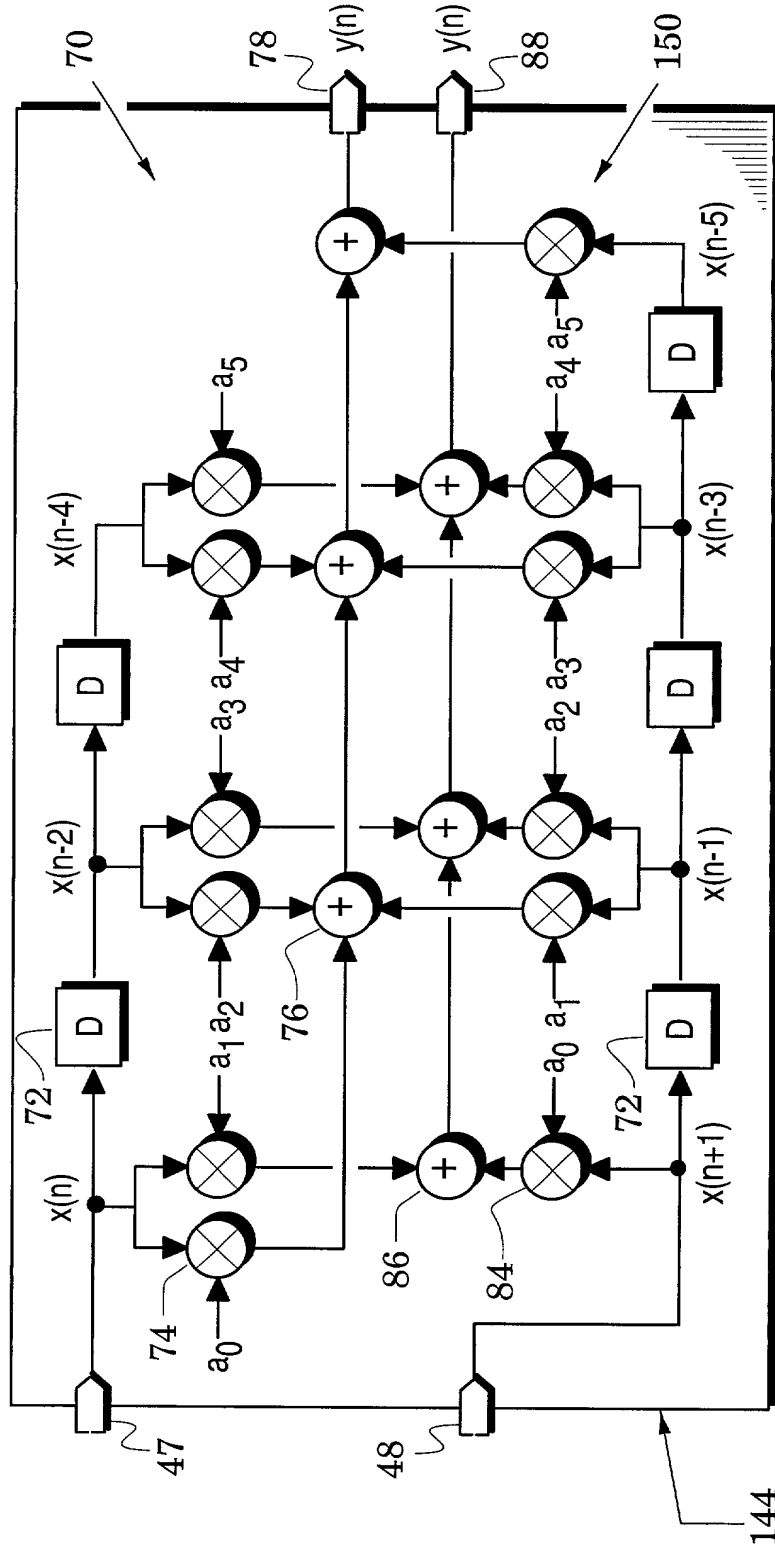 70
78
y(n)
y(n)
88
150
x(n)
x(n-2)
x(n-4)
72
D
D
47
74
a0
a1 a2
a3 a4
a5
76
86
84
48
a0 a1
a2 a3
a4 a5
72
D
D
D
x(n+1)
x(n-1)
x(n-3)
x(n-5)
144
+
+
+
+
+
+